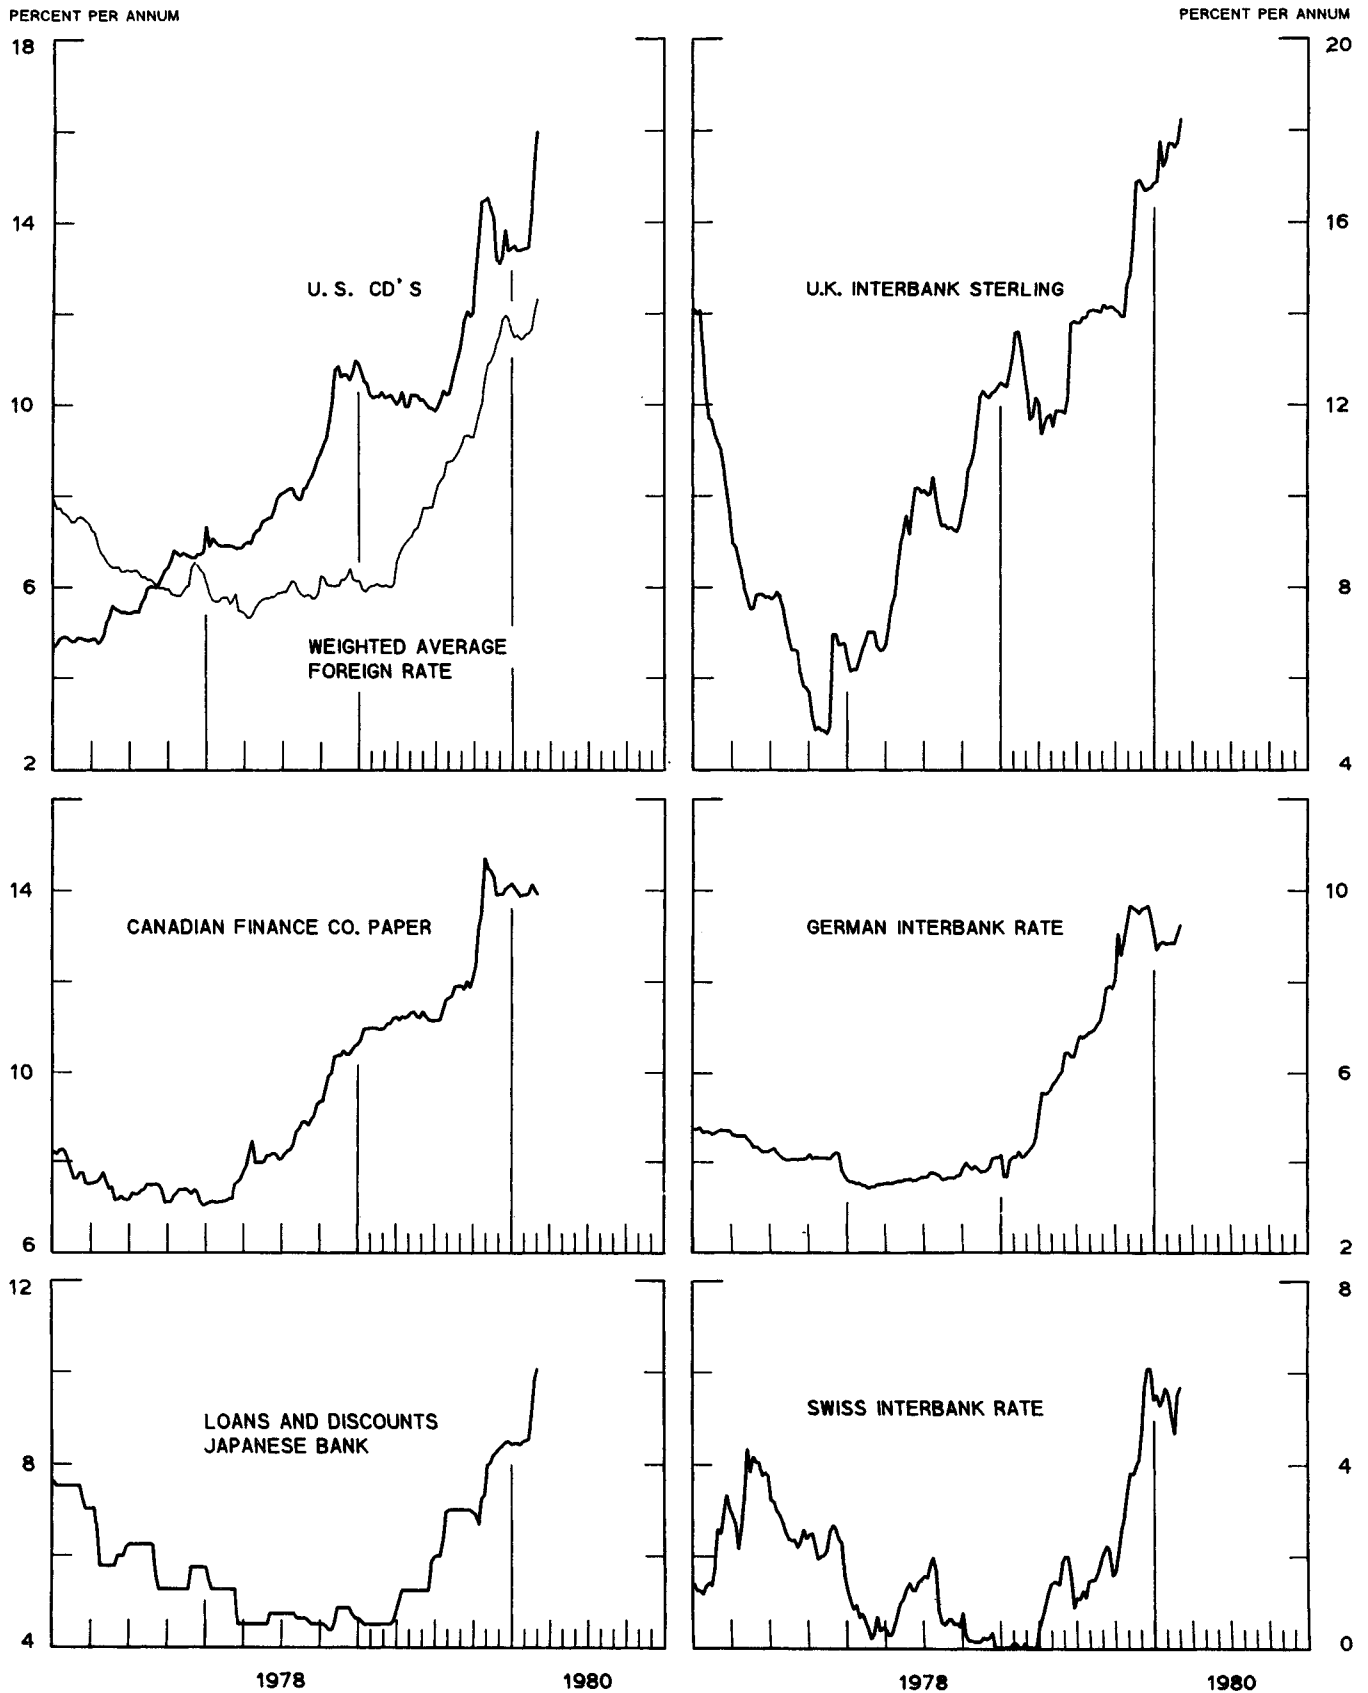 PERCENT PER ANNUM
PERCENT PER ANNUM
18
14
10
6
2
U. S. CD'S
WEIGHTED AVERAGE
FOREIGN RATE
20
16
12
8
4
U.K. INTERBANK STERLING
14
10
6
CANADIAN FINANCE CO. PAPER
10
6
2
GERMAN INTERBANK RATE
12
8
4
LOANS AND DISCOUNTS
JAPANESE BANK
8
4
0
SWISS INTERBANK RATE
1978
1980
1978
1980